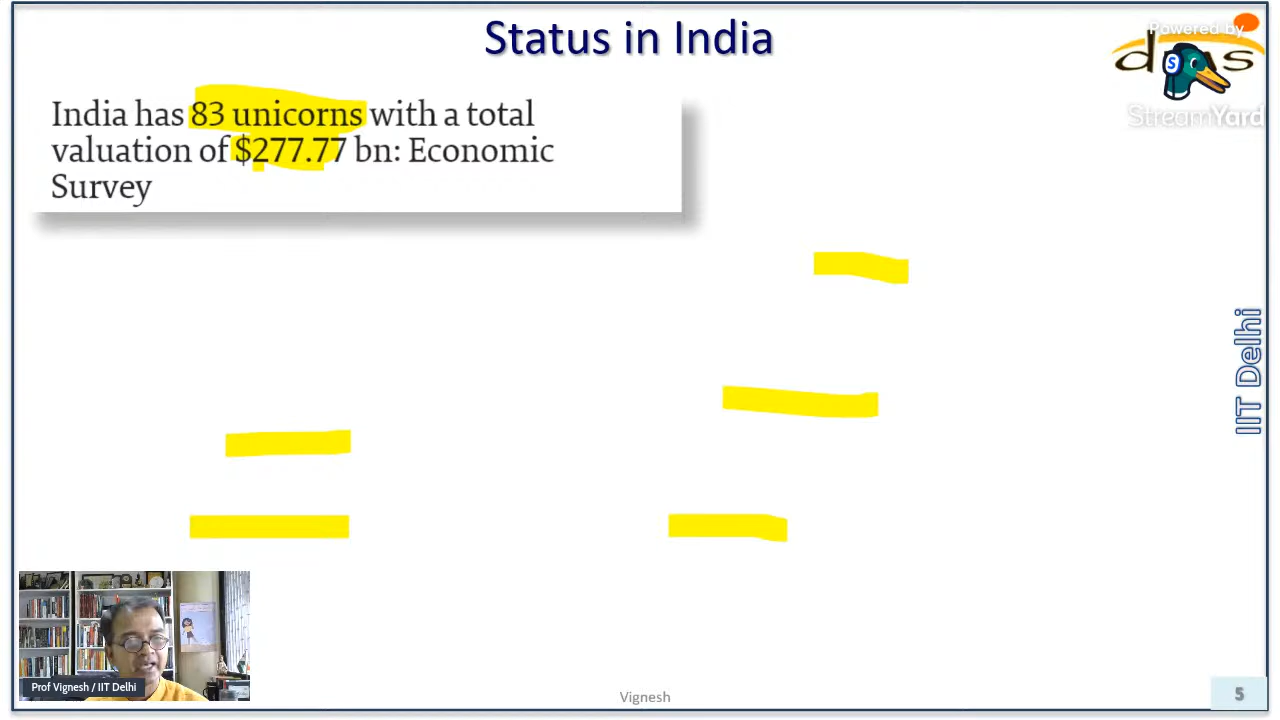 Status in India
Powered by
dms
S
StreamYard
India has 83 unicorns with a total
valuation of $277.77 bn: Economic
Survey
IIT Delhi
Prof Vignesh / IIT Delhi
Vignesh
5